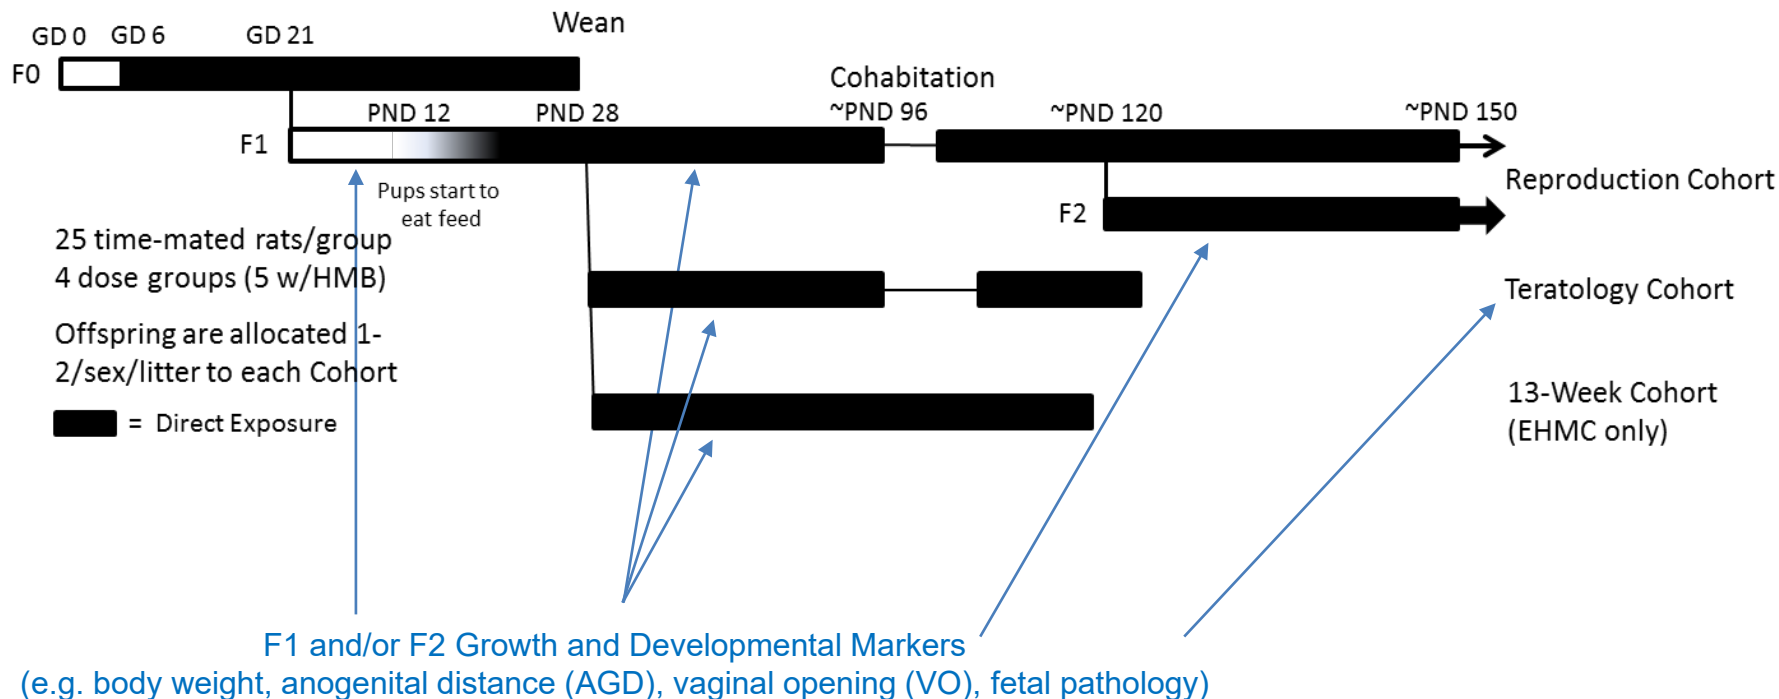 Wean
GD 0 GD 6 GD 21
F0
Cohabitation
PND 12 PND 28 ~PND 96 ~PND 120 ~PND 150
F1
Pups start to
eat feed
Reproduction Cohort
F2
25 time-mated rats/group
4 dose groups (5 w/HMB)
Teratology Cohort
Offspring are allocated 1-
2/sex/litter to each Cohort
= Direct Exposure
13-Week Cohort
(EHMC only)
F1 and/or F2 Growth and Developmental Markers
(e.g. body weight, anogenital distance (AGD), vaginal opening (VO), fetal pathology)